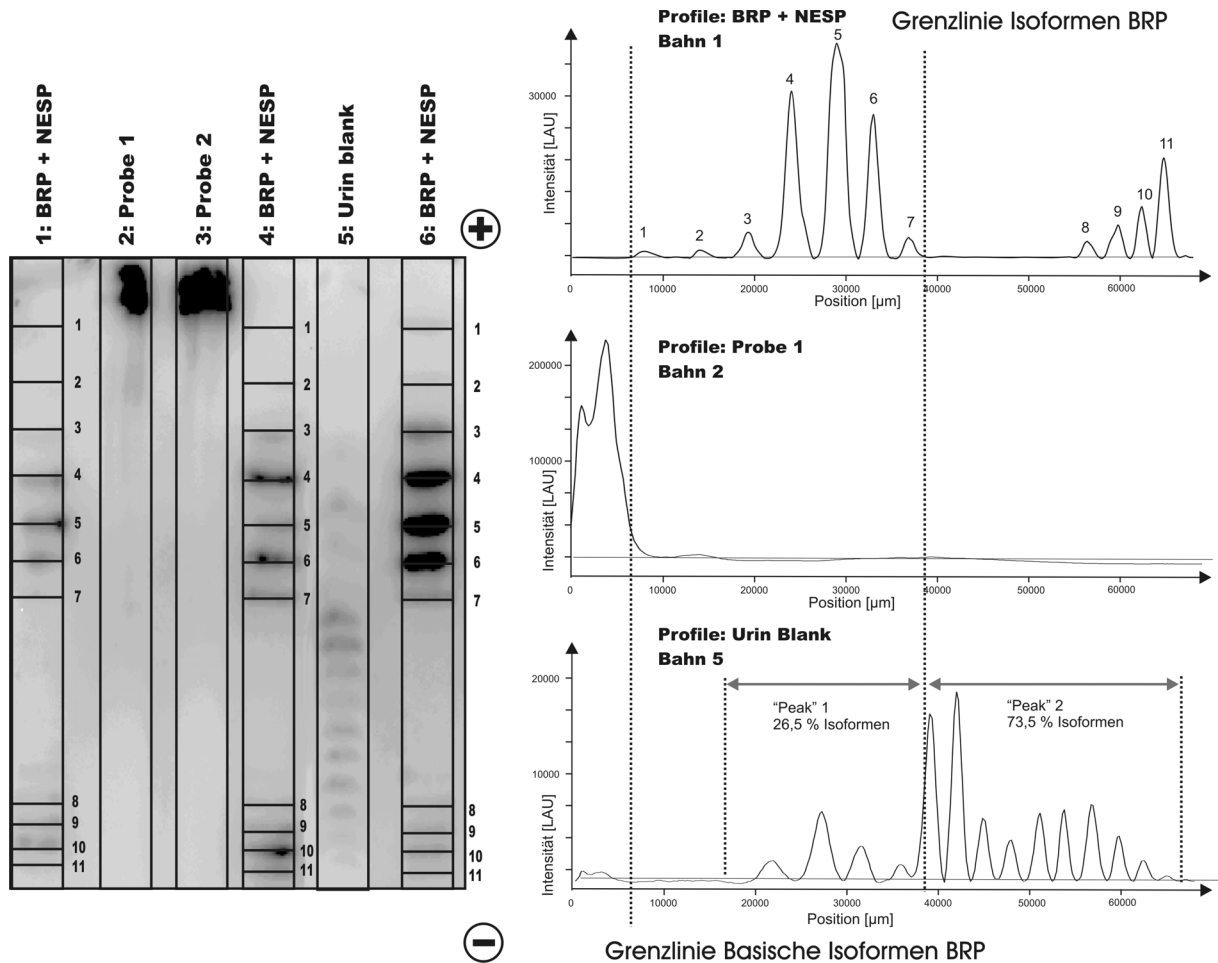 1: BRP + NESP
2: Probe 1
3: Probe 2
4: BRP + NESP
5: Urin blank
6: BRP + NESP
+
1
2
3
4
5
6
7
8
9
10
11
1
2
3
4
5
6
7
8
9
10
11
1
2
3
4
5
6
7
8
9
10
11
−
Profile: BRP + NESP
Bahn 1
Grenzlinie Isoformen BRP
Intensität [LAU]
30000
1
2
3
4
5
6
7
8
9
10
11
0 10000 20000 30000 40000 50000 60000
Position [µm]
Profile: Probe 1
Bahn 2
Intensität [LAU]
200000
100000
0 10000 20000 30000 40000 50000 60000
Position [µm]
Profile: Urin Blank
Bahn 5
Intensität [LAU]
20000
10000
"Peak" 1
26,5 % Isoformen
"Peak" 2
73,5 % Isoformen
0 10000 20000 30000 40000 50000 60000
Position [µm]
Grenzlinie Basische Isoformen BRP